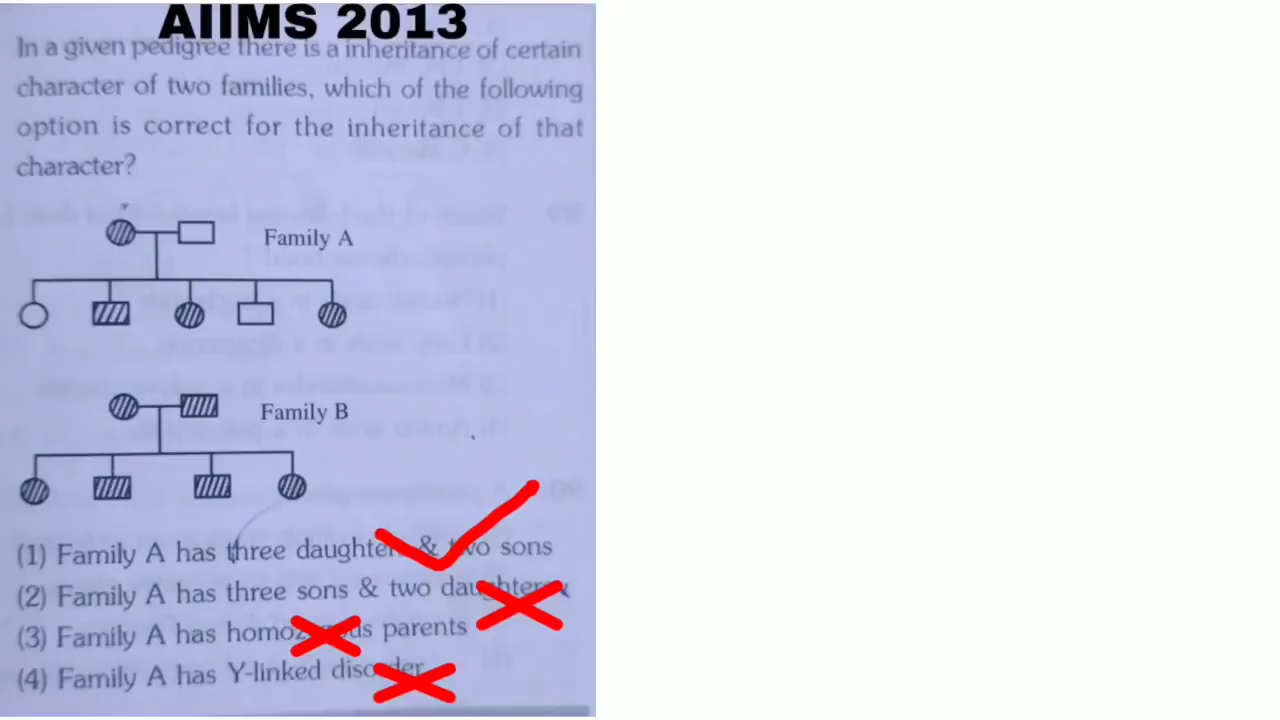 AIIMS 2013
In a given pedigree there is a inheritance of certain
character of two families, which of the following
option is correct for the inheritance of that
character?
Family A
Family B
(1) Family A has three daughters & two sons
(2) Family A has three sons & two daughters
(3) Family A has homozygous parents
(4) Family A has Y-linked disorder